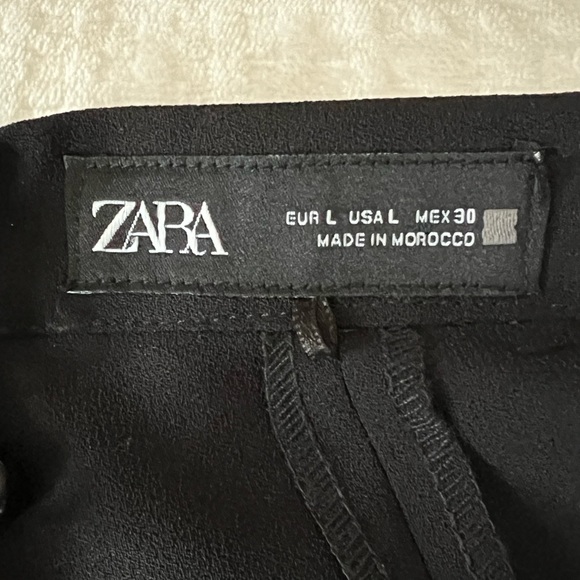 ZARA
EUR L USA L MEX 30
MADE IN MOROCCO